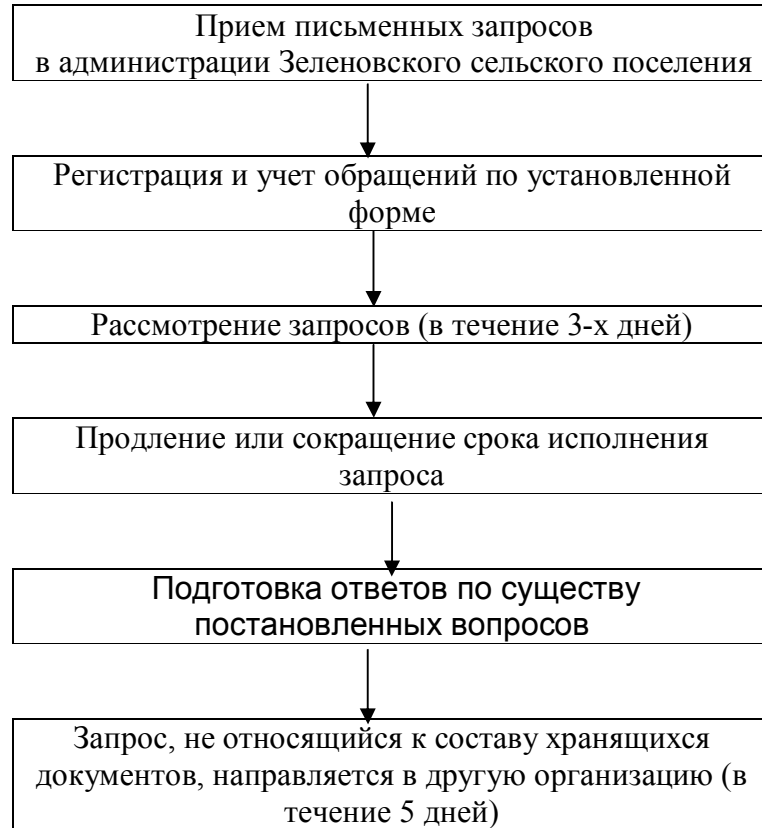 Прием письменных запросов
в администрации Зеленовского сельского поселения
Регистрация и учет обращений по установленной
форме
Рассмотрение запросов (в течение 3-х дней)
Продление или сокращение срока исполнения
запроса
Подготовка ответов по существу
постановленных вопросов
Запрос, не относящийся к составу хранящихся
документов, направляется в другую организацию (в
течение 5 дней)